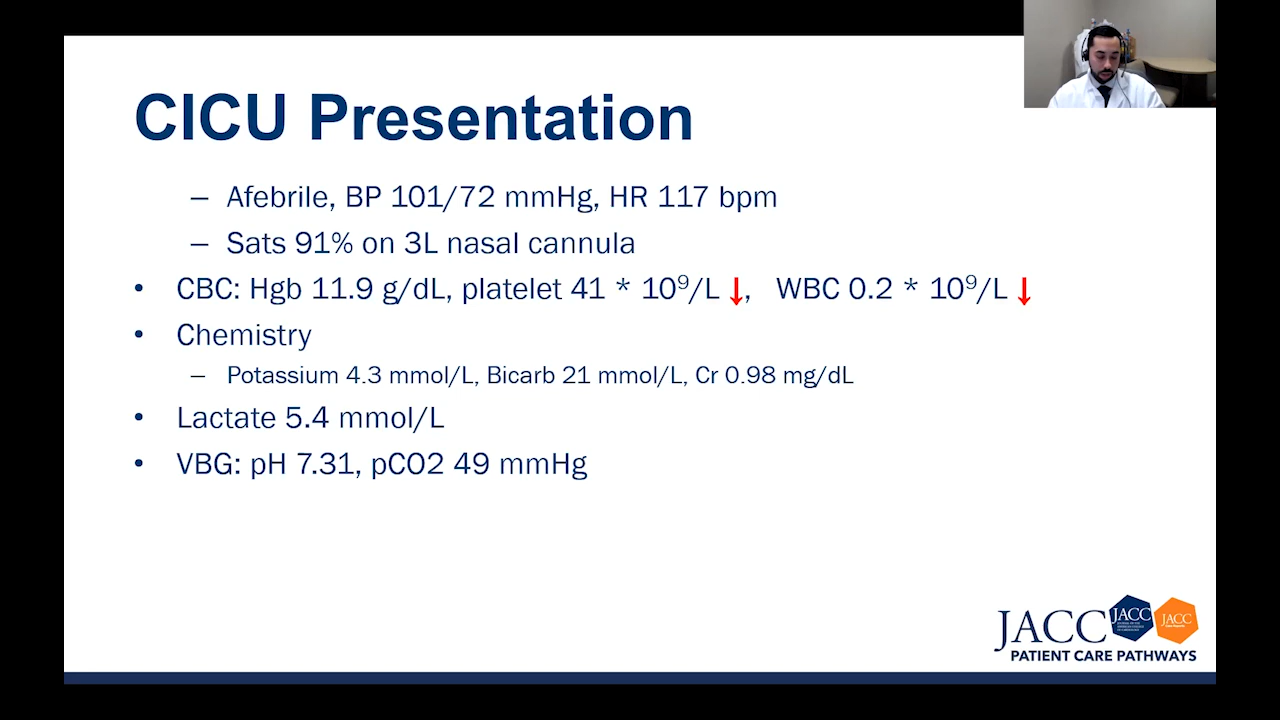 CICU Presentation
– Afebrile, BP 101/72 mmHg, HR 117 bpm
– Sats 91% on 3L nasal cannula
• CBC: Hgb 11.9 g/dL, platelet 41 * 10⁹/L ↓, WBC 0.2 * 10⁹/L ↓
• Chemistry
– Potassium 4.3 mmol/L, Bicarb 21 mmol/L, Cr 0.98 mg/dL
• Lactate 5.4 mmol/L
• VBG: pH 7.31, pCO2 49 mmHg
JACC JACC JACC
PATIENT CARE PATHWAYS